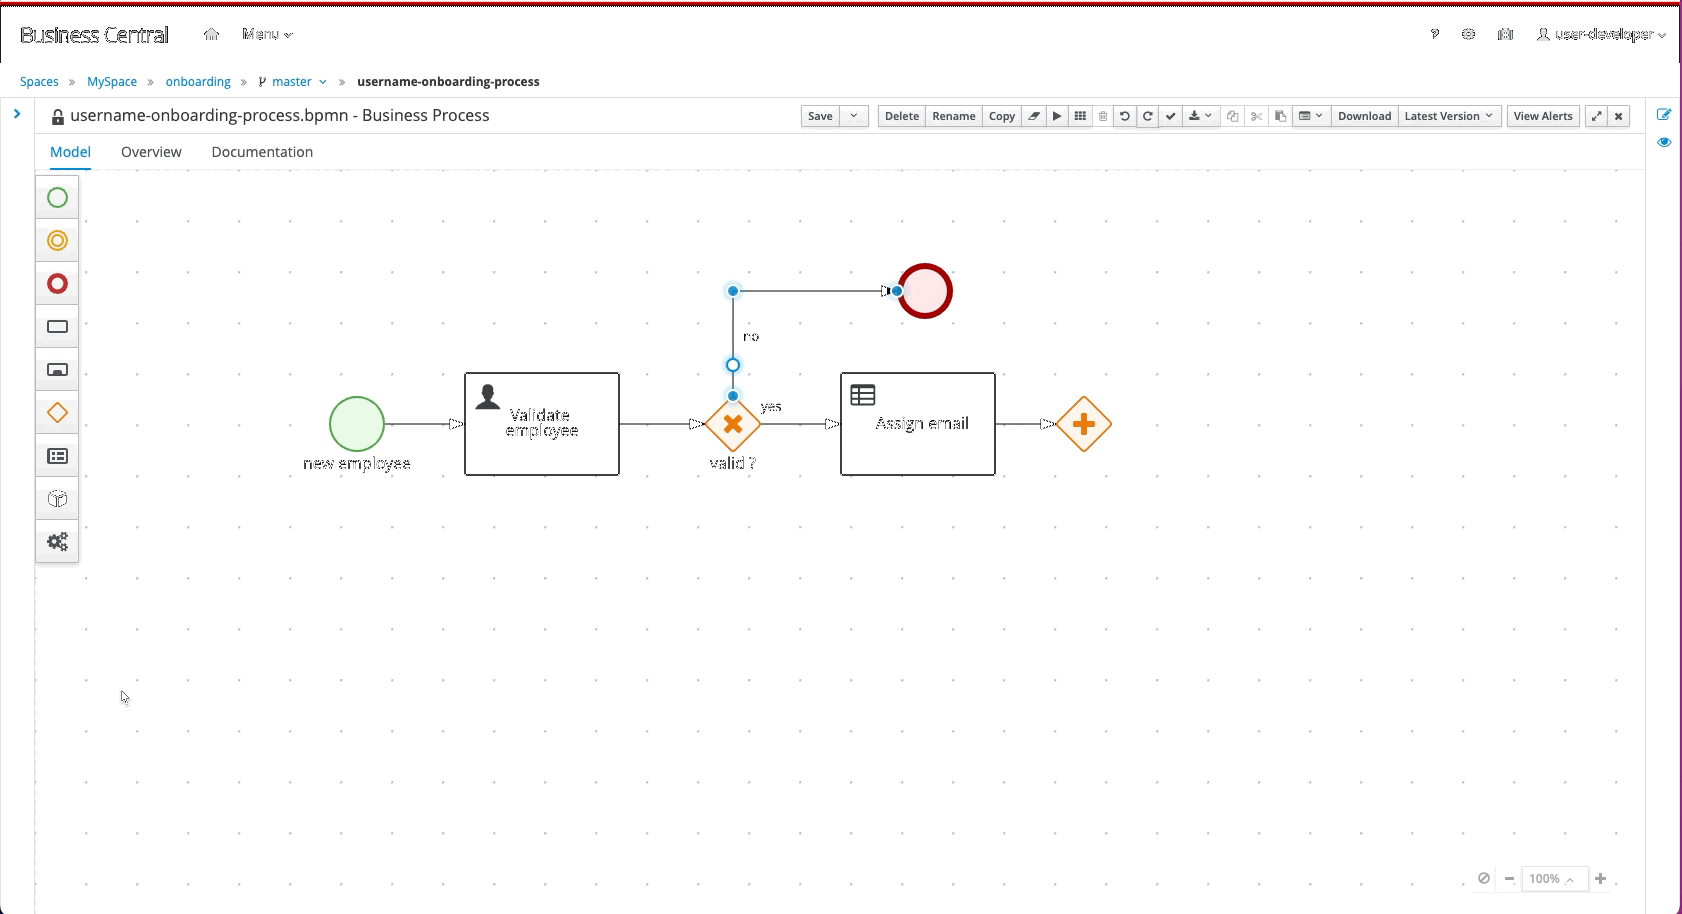 Business Central Menu ? user-developer
Spaces » MySpace » onboarding » master » username-onboarding-process
username-onboarding-process.bpmn - Business Process Save Delete Rename Copy Download Latest Version View Alerts
Model Overview Documentation
no
yes
Validate
employee
Assign email
new employee
valid ?
100%